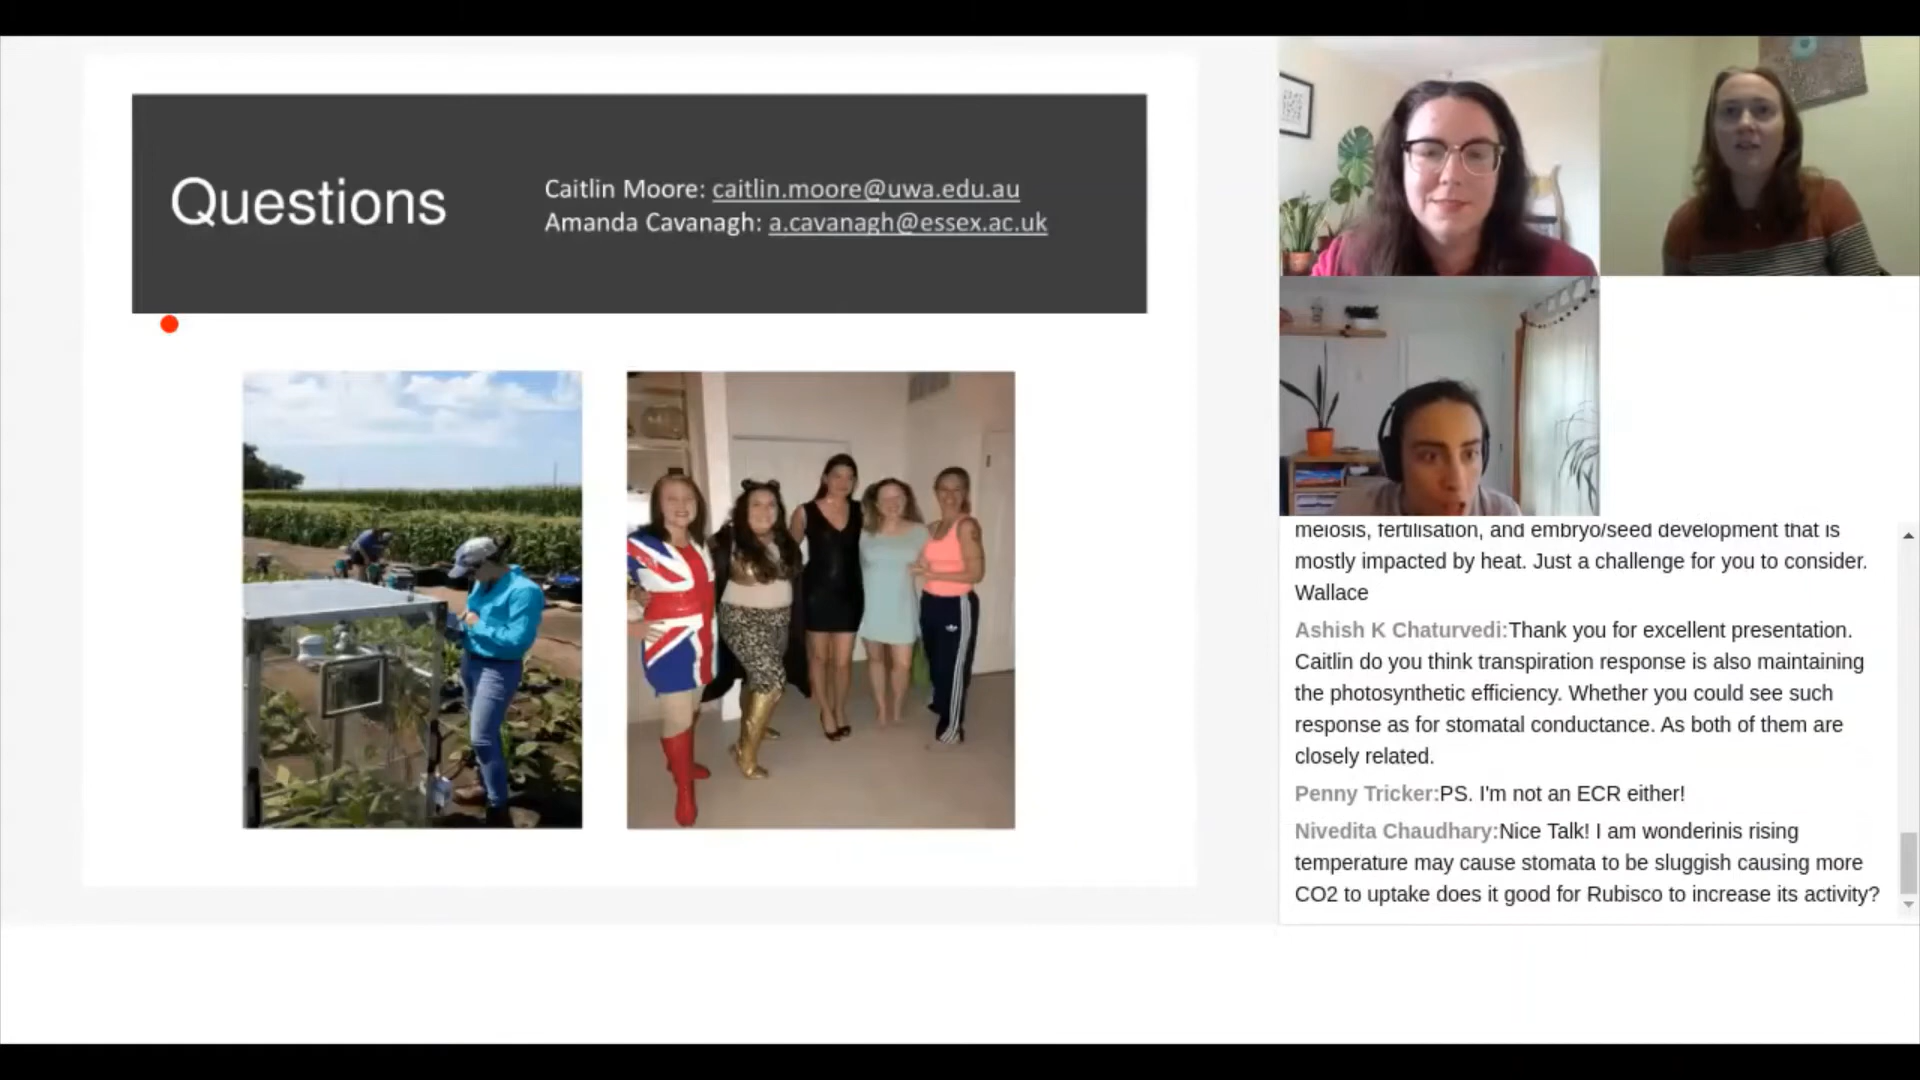 Questions
Caitlin Moore: caitlin.moore@uwa.edu.au
Amanda Cavanagh: a.cavanagh@essex.ac.uk
meiosis, fertilisation, and embryo/seed development that is
mostly impacted by heat. Just a challenge for you to consider.
Wallace
Ashish K Chaturvedi:Thank you for excellent presentation.
Caitlin do you think transpiration response is also maintaining
the photosynthetic efficiency. Whether you could see such
response as for stomatal conductance. As both of them are
closely related.
Penny Tricker:PS. I'm not an ECR either!
Nivedita Chaudhary:Nice Talk! I am wonderinis rising
temperature may cause stomata to be sluggish causing more
CO2 to uptake does it good for Rubisco to increase its activity?